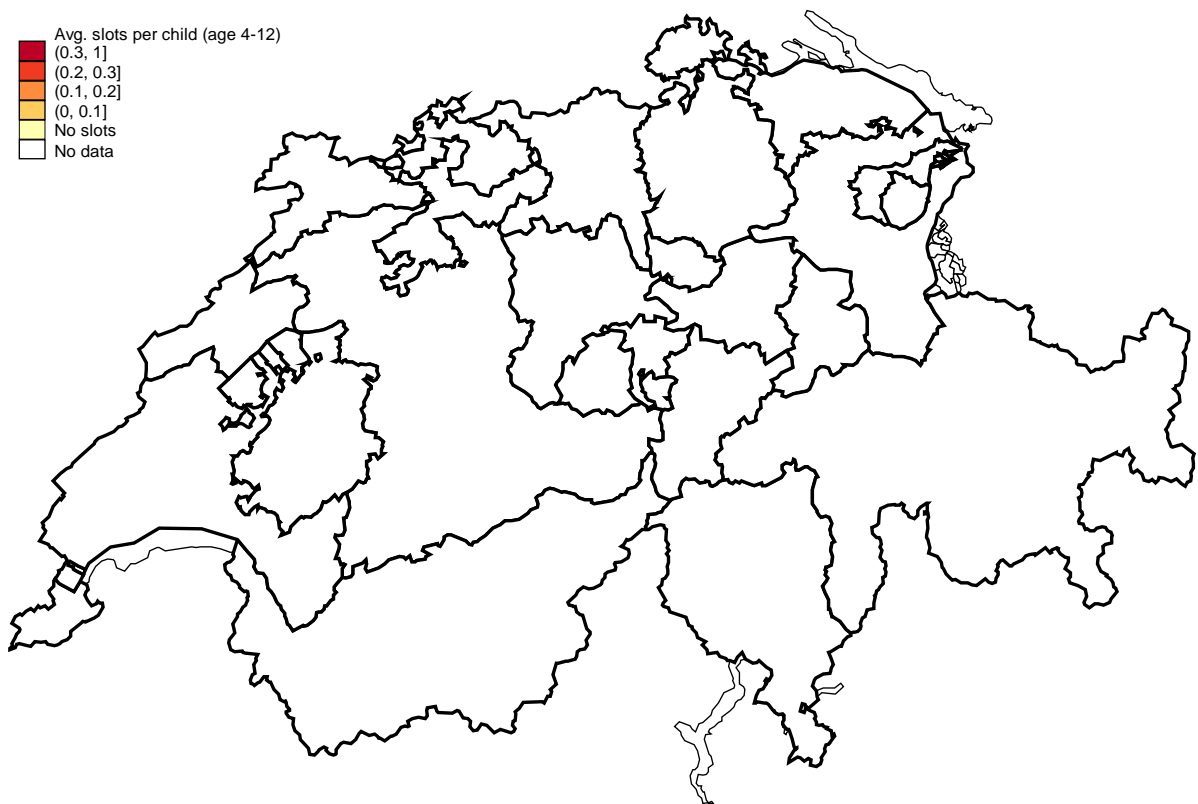 Avg. slots per child (age 4-12)
(0.3, 1]
(0.2, 0.3]
(0.1, 0.2]
(0, 0.1]
No slots
No data